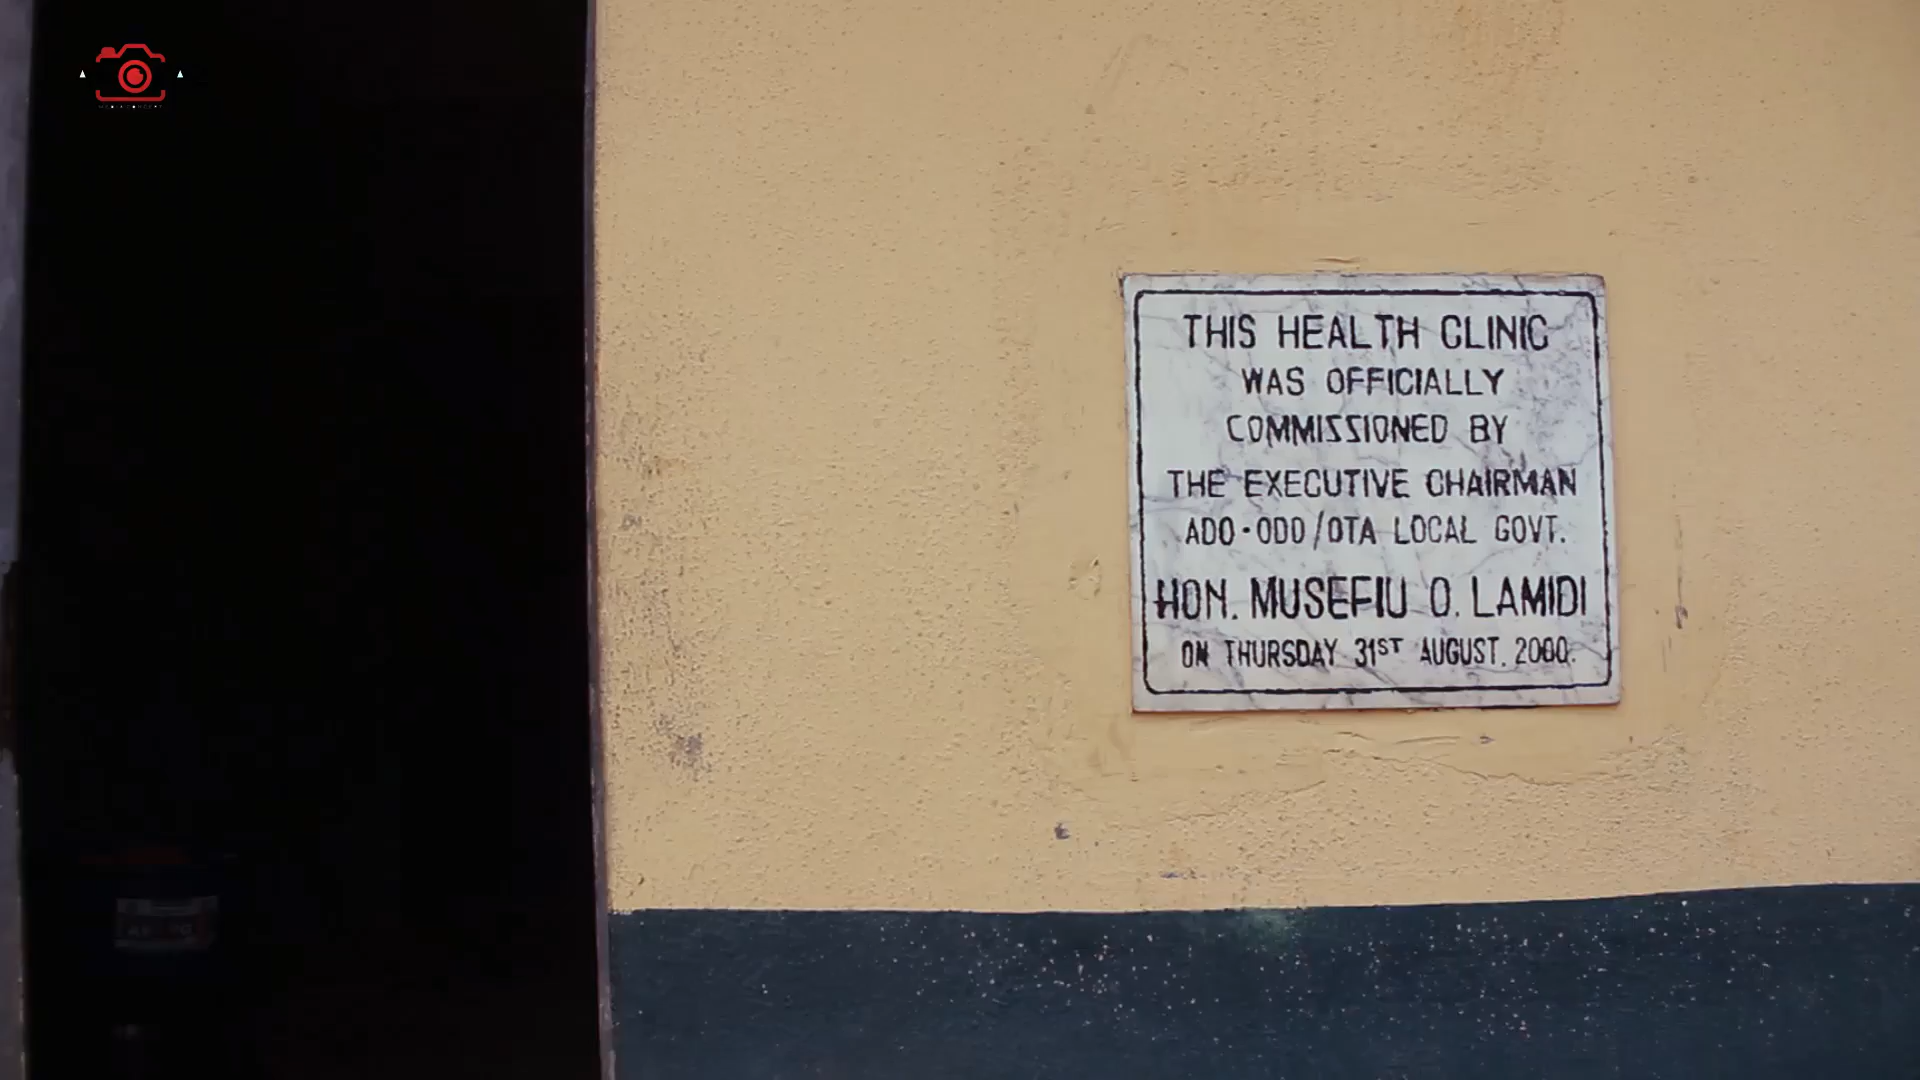 THIS HEALTH CLINIC
WAS OFFICIALLY
COMMISSIONED BY
THE EXECUTIVE CHAIRMAN
ADO-ODO/OTA LOCAL GOVT.
HON. MUSEFIU O. LAMIDI
ON THURSDAY 31ST AUGUST, 2000.